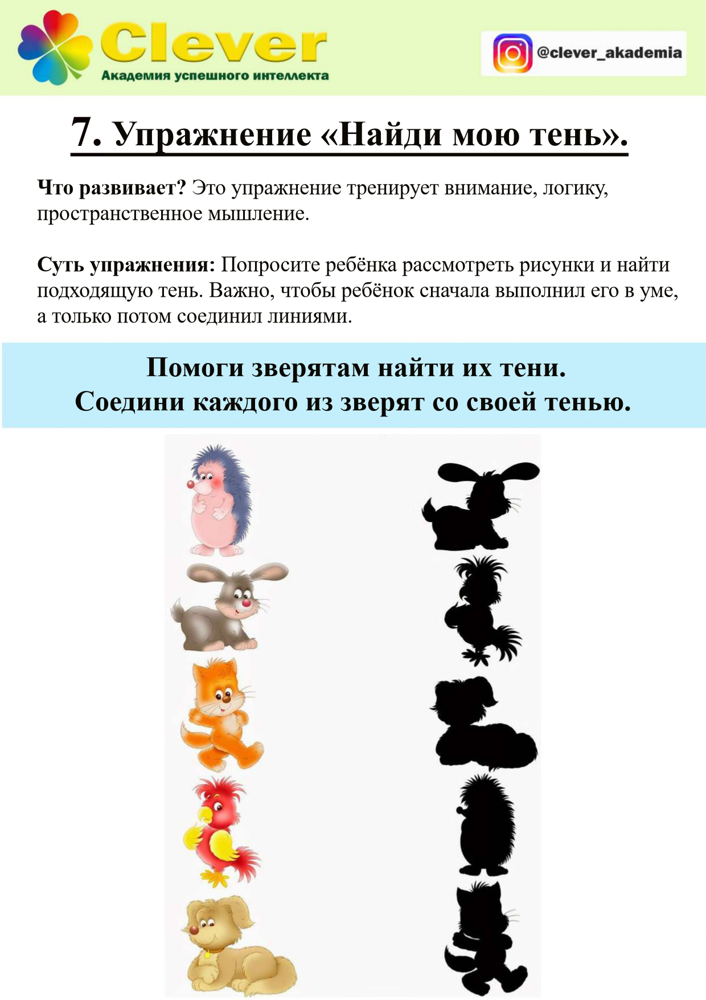 Clever
Академия успешного интеллекта
@clever_akademia
7. Упражнение «Найди мою тень».
Что развивает? Это упражнение тренирует внимание, логику,
пространственное мышление.
Суть упражнения: Попросите ребёнка рассмотреть рисунки и найти
подходящую тень. Важно, чтобы ребёнок сначала выполнил его в уме,
а только потом соединил линиями.
Помоги зверятам найти их тени.
Соедини каждого из зверят со своей тенью.